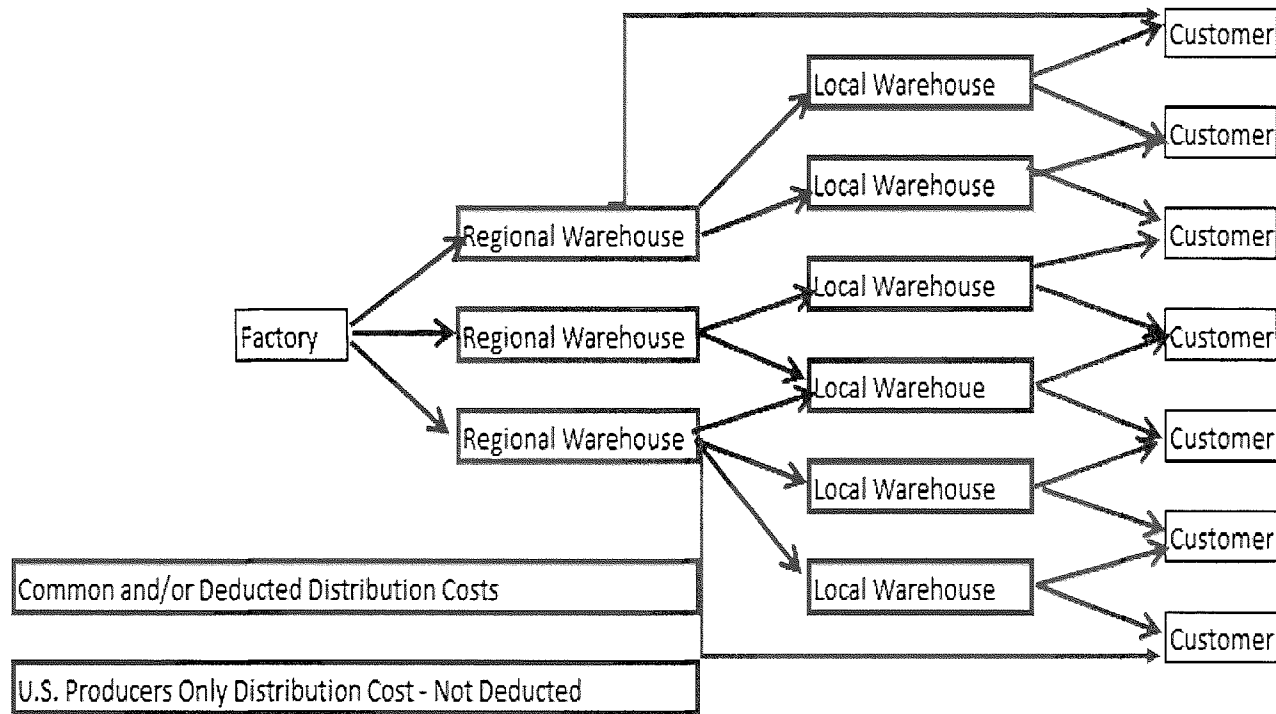 Customer
Local Warehouse
Customer
Local Warehouse
Regional Warehouse
Customer
Local Warehouse
Factory
Regional Warehouse
Customer
Local Warehoue
Regional Warehouse
Customer
Local Warehouse
Customer
Common and/or Deducted Distribution Costs
Local Warehouse
Customer
U.S. Producers Only Distribution Cost - Not Deducted